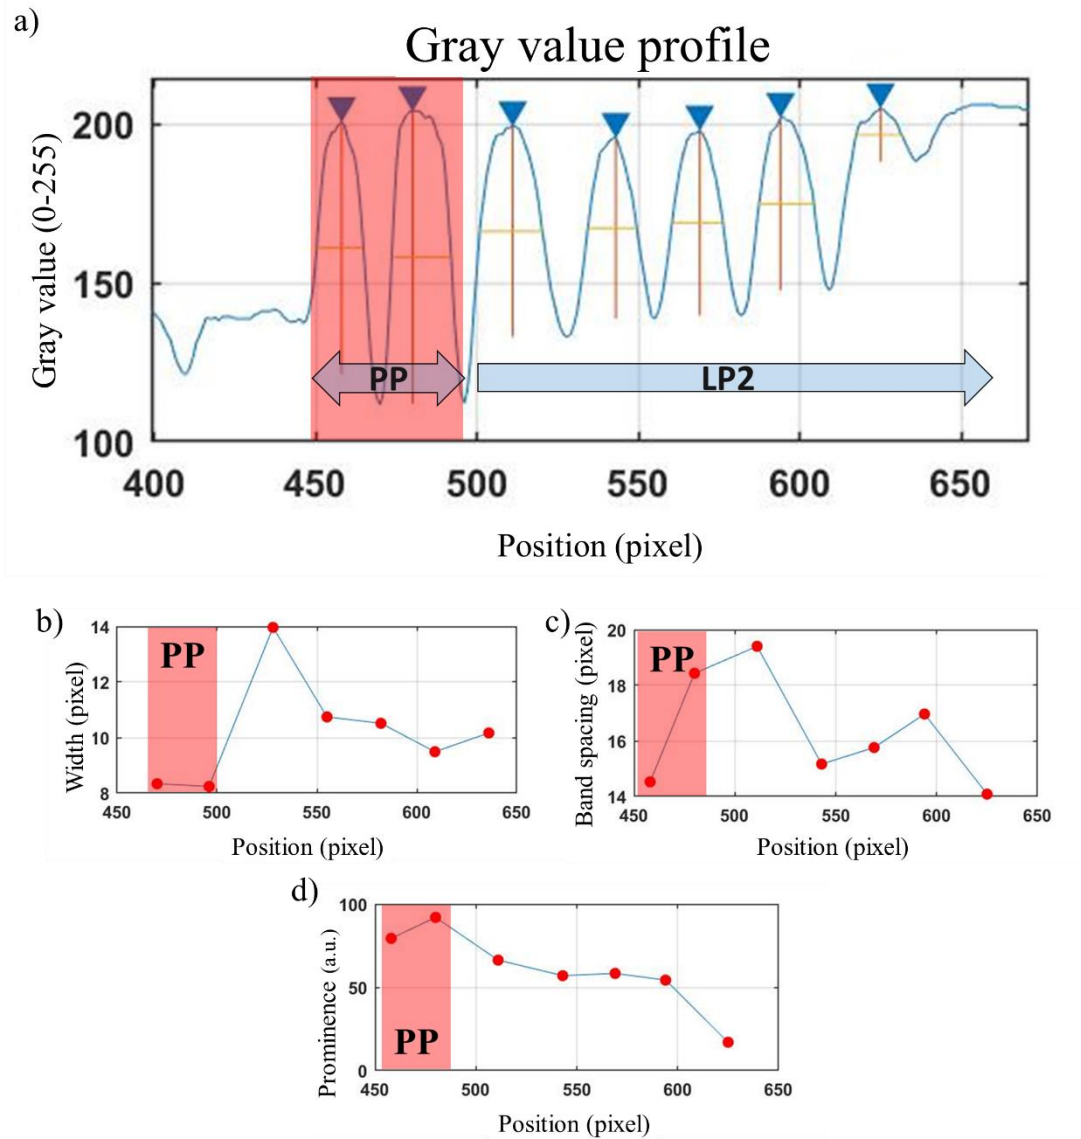 a)
Gray value profile
Gray value (0-255)
200
150
100
PP
LP2
400 450 500 550 600 650
Position (pixel)
b)
Width (pixel)
14
12
10
8
PP
450 500 550 600 650
Position (pixel)
c)
Band spacing (pixel)
20
18
16
14
PP
450 500 550 600 650
Position (pixel)
d)
Prominence (a.u.)
100
50
0
PP
450 500 550 600 650
Position (pixel)